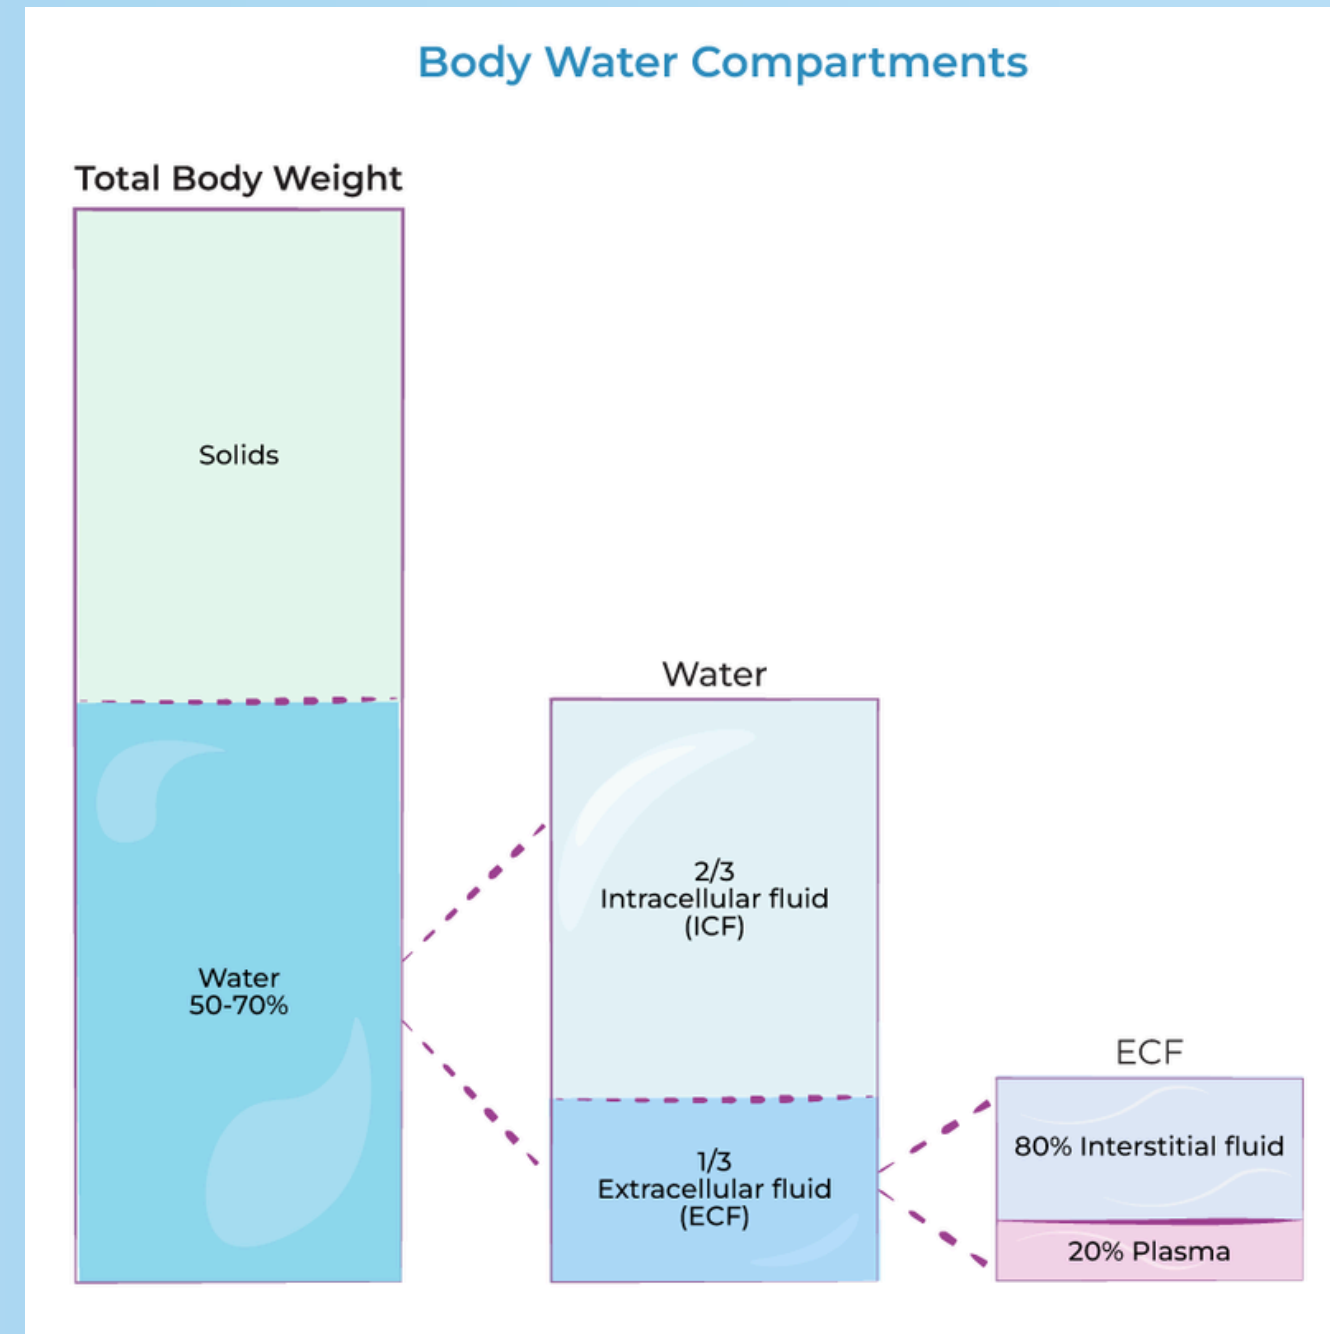 Body Water Compartments
Total Body Weight
Solids
Water
50-70%
Water
2/3
Intracellular fluid
(ICF)
1/3
Extracellular fluid
(ECF)
ECF
80% Interstitial fluid
20% Plasma